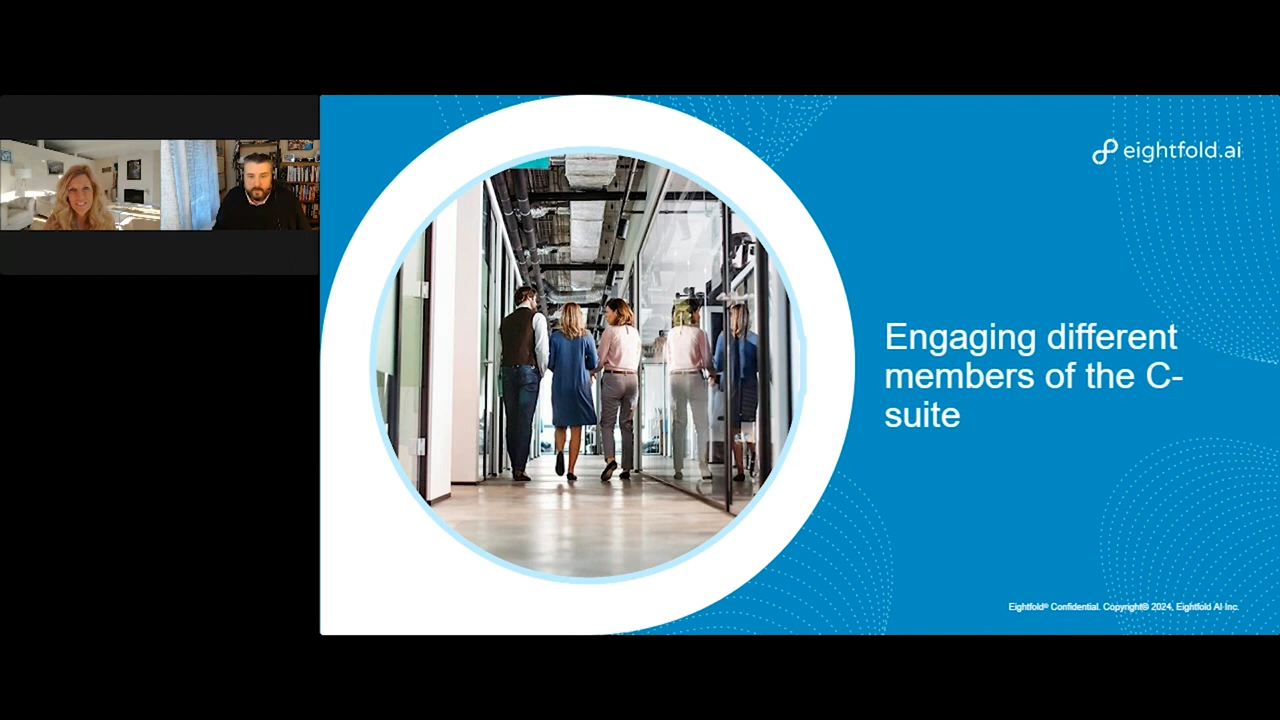 eightfold.ai
Engaging different
members of the C-
suite
Eightfold® Confidential. Copyright© 2024, Eightfold AI Inc.